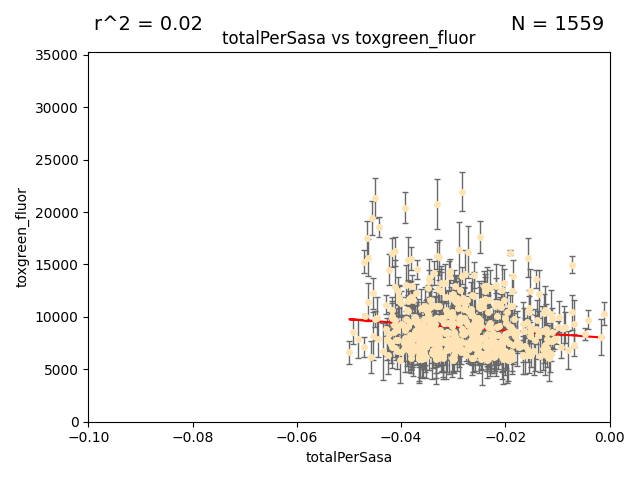 r^2 = 0.02
N = 1559
totalPerSasa vs toxgreen_fluor
35000
30000
25000
20000
15000
10000
5000
0
toxgreen_fluor
−0.10
−0.08
−0.06
−0.04
−0.02
0.00
totalPerSasa